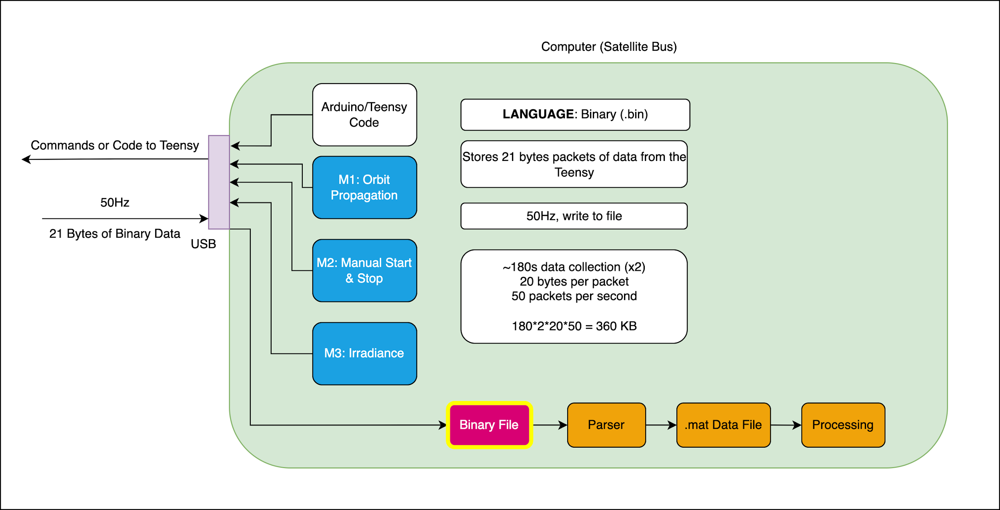 Computer (Satellite Bus)
Arduino/Teensy
Code
LANGUAGE: Binary (.bin)
Commands or Code to Teensy
Stores 21 bytes packets of data from the
Teensy
M1: Orbit
Propagation
50Hz
50Hz, write to file
21 Bytes of Binary Data
USB
M2: Manual Start
& Stop
~180s data collection (x2)
20 bytes per packet
50 packets per second
180*2*20*50 = 360 KB
M3: Irradiance
Binary File
Parser
.mat Data File
Processing